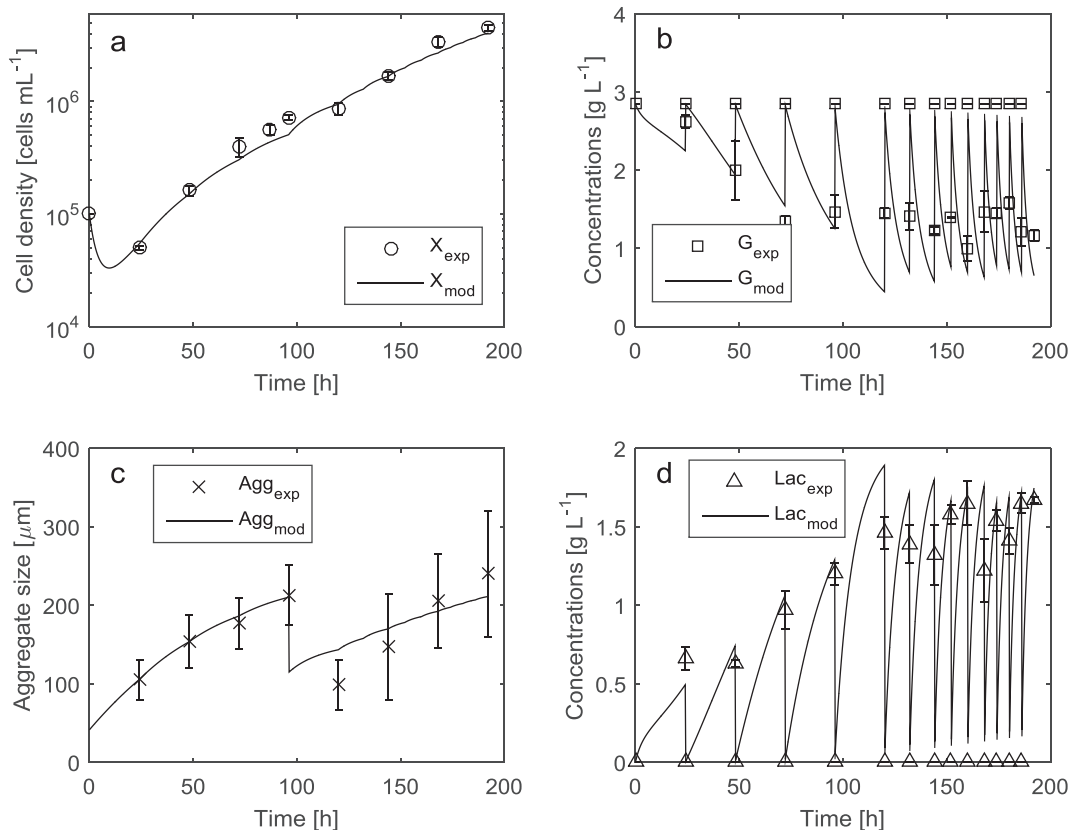 a
Cell density [cells mL⁻¹]
10⁶
10⁵
10⁴
X_exp
X_mod
0 50 100 150 200
Time [h]
b
Concentrations [g L⁻¹]
4
3
2
1
0
G_exp
G_mod
0 50 100 150 200
Time [h]
c
Aggregate size [μm]
400
300
200
100
0
Agg_exp
Agg_mod
0 50 100 150 200
Time [h]
d
Concentrations [g L⁻¹]
2
1.5
1
0.5
0
Lac_exp
Lac_mod
0 50 100 150 200
Time [h]